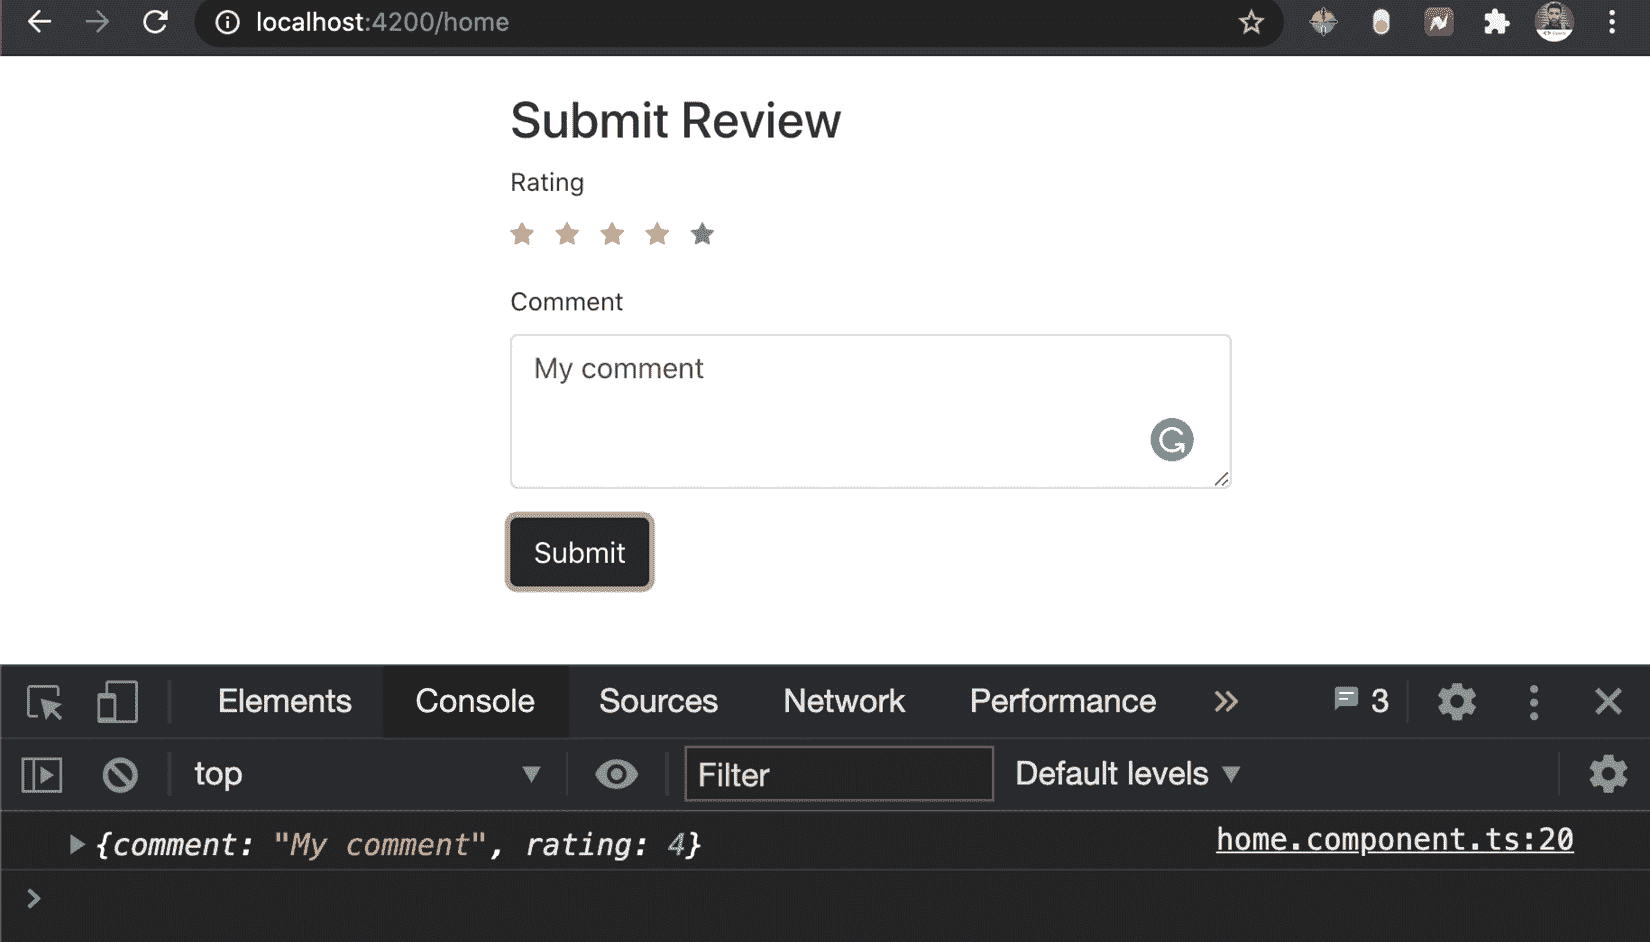 localhost:4200/home
Submit Review
Rating
Comment
My comment
Submit
Elements Console Sources Network Performance 3
top Filter Default levels
{comment: "My comment", rating: 4} home.component.ts:20